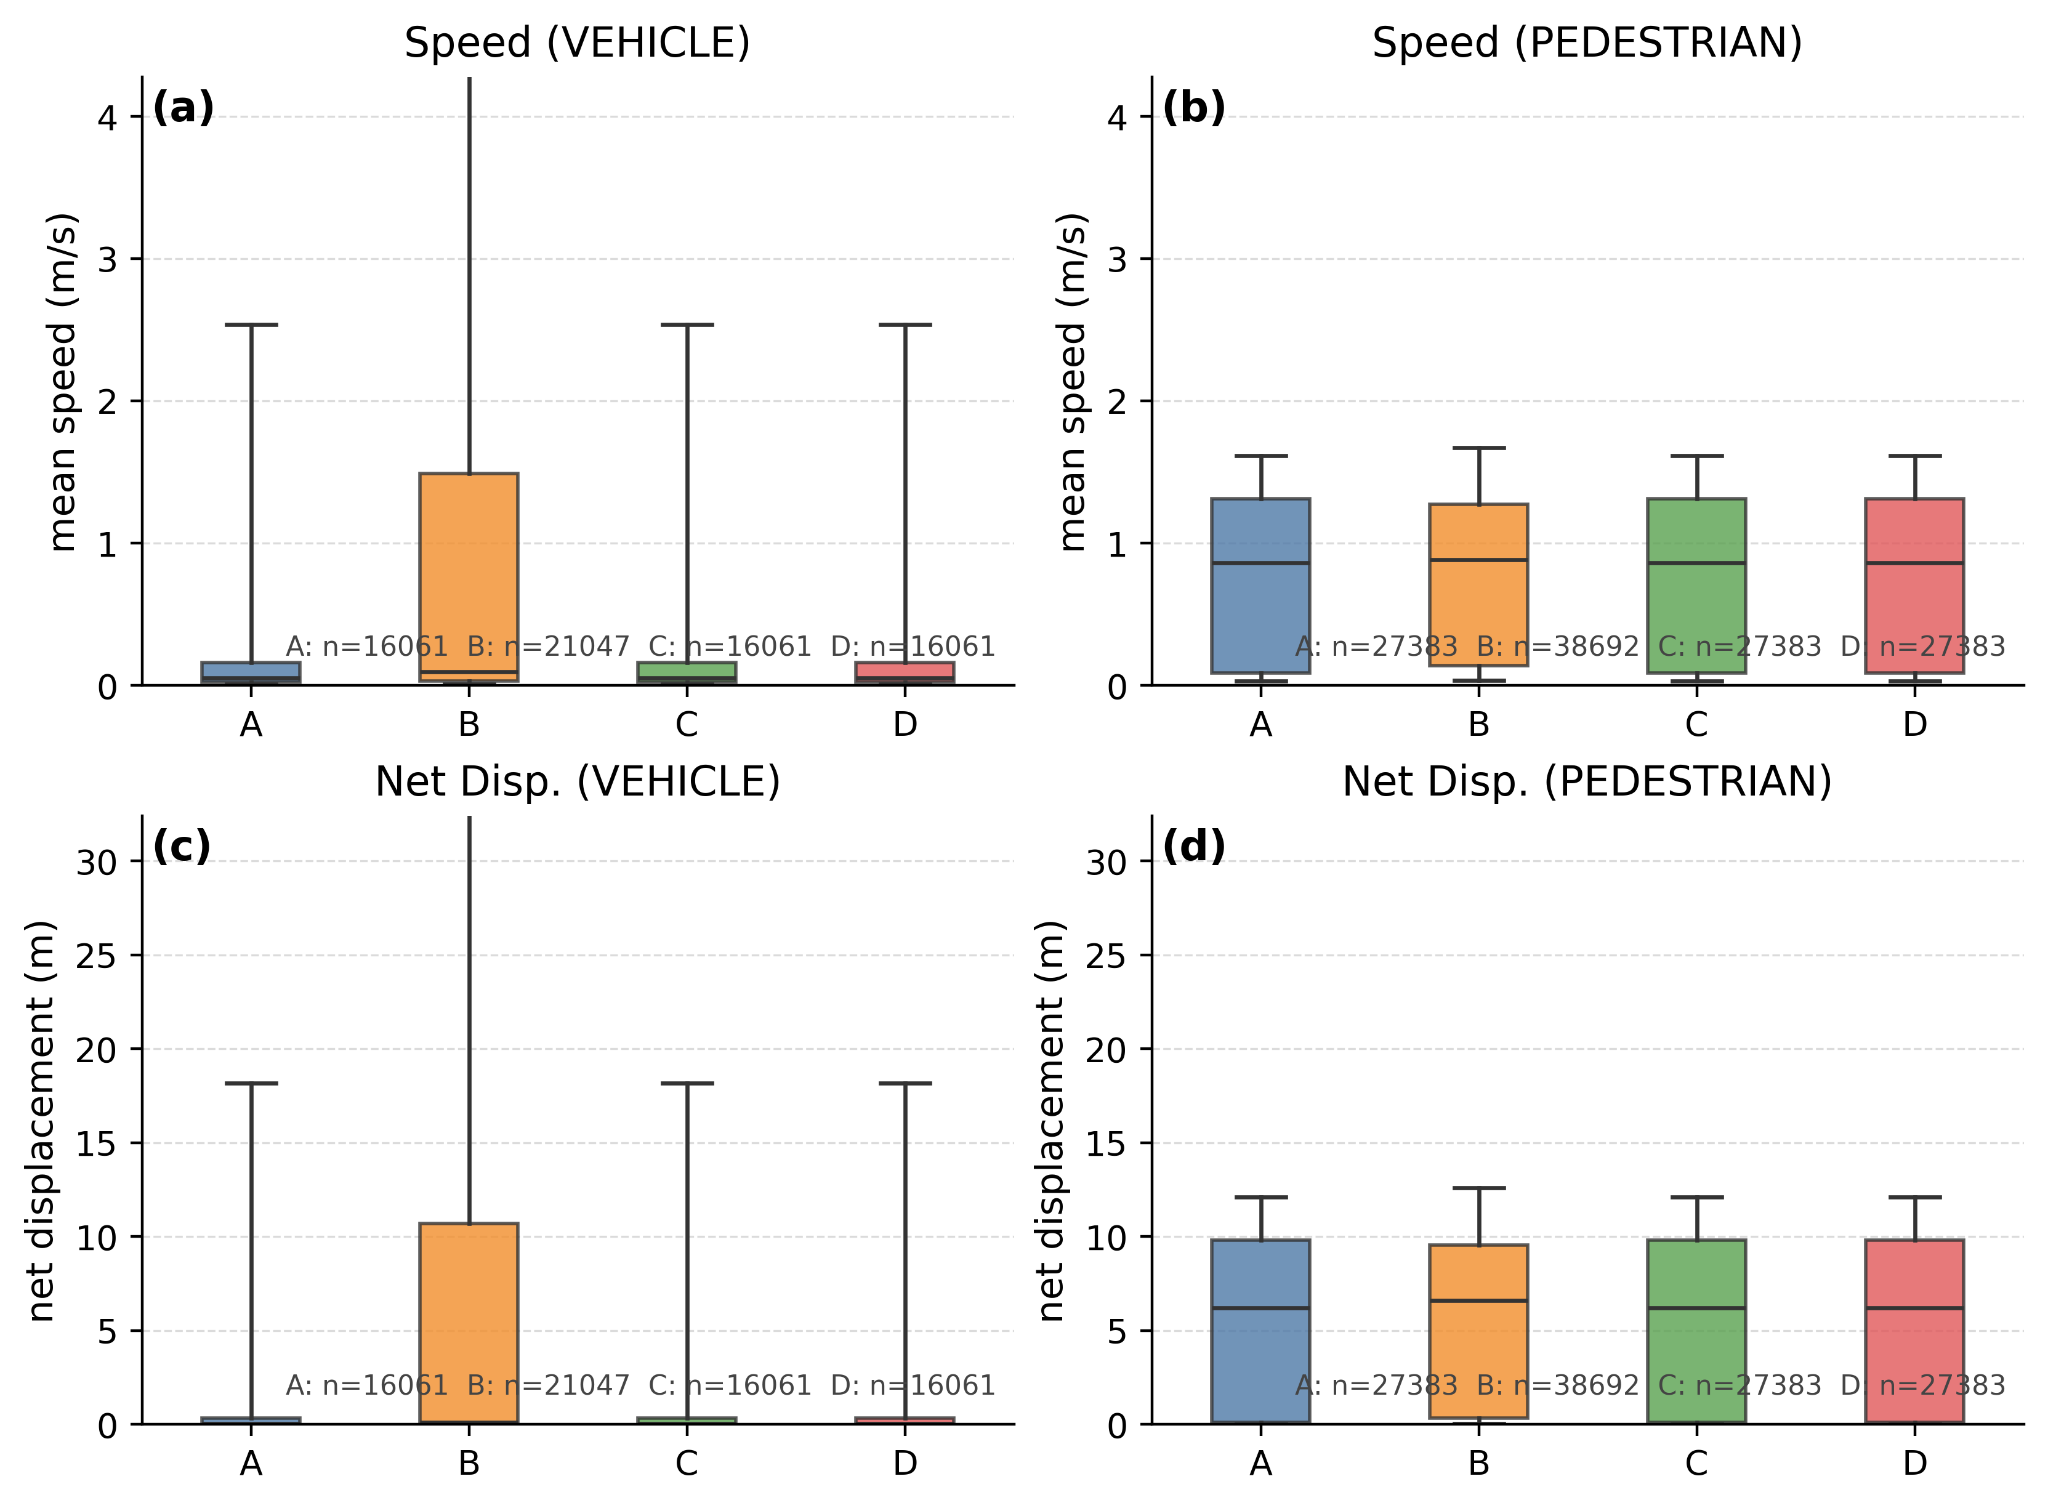 Speed (VEHICLE)
(a)
mean speed (m/s)
4
3
2
1
0
A: n=16061 B: n=21047 C: n=16061 D: n=16061
A B C D
Speed (PEDESTRIAN)
(b)
mean speed (m/s)
4
3
2
1
0
A: n=27383 B: n=38692 C: n=27383 D: n=27383
A B C D
Net Disp. (VEHICLE)
(c)
net displacement (m)
30
25
20
15
10
5
0
A: n=16061 B: n=21047 C: n=16061 D: n=16061
A B C D
Net Disp. (PEDESTRIAN)
(d)
net displacement (m)
30
25
20
15
10
5
0
A: n=27383 B: n=38692 C: n=27383 D: n=27383
A B C D